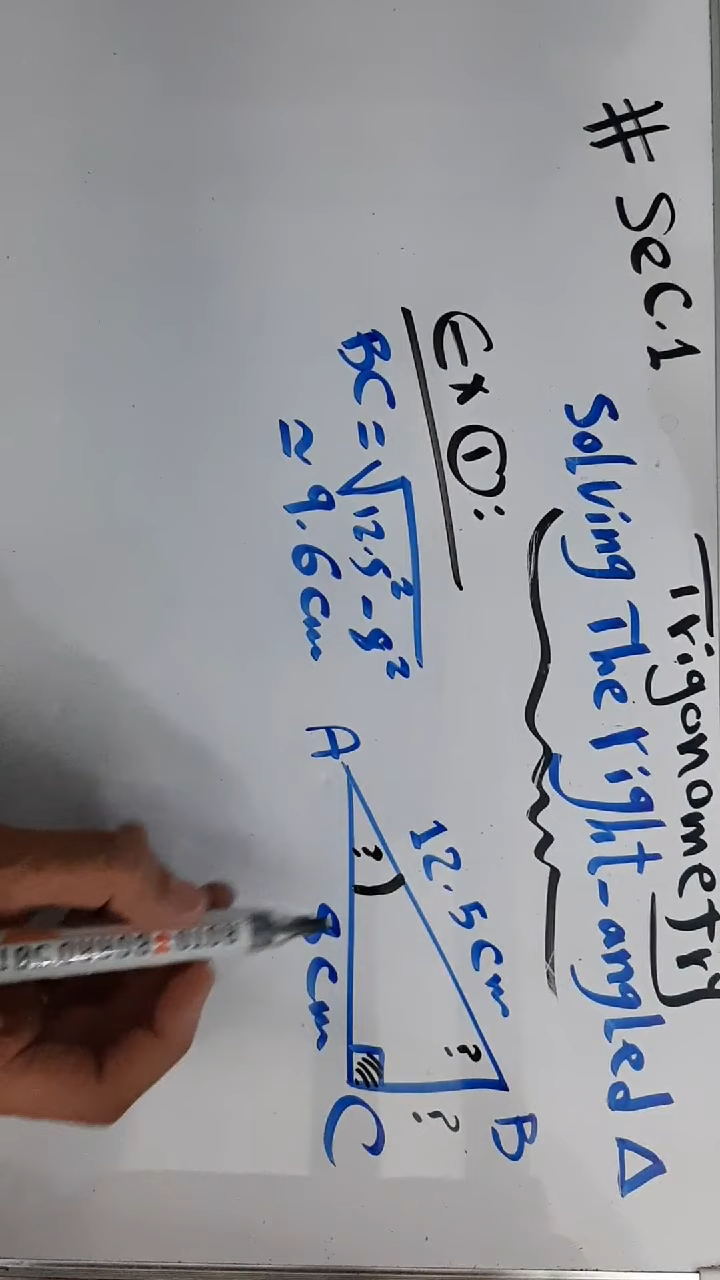 Trigonometry
# Sec.1
Solving The right-angled Δ
Ex ①:
BC = √12.5² - 8²
≃ 9.6 cm
A
12.5 cm
B
?
?
?
8 cm
C